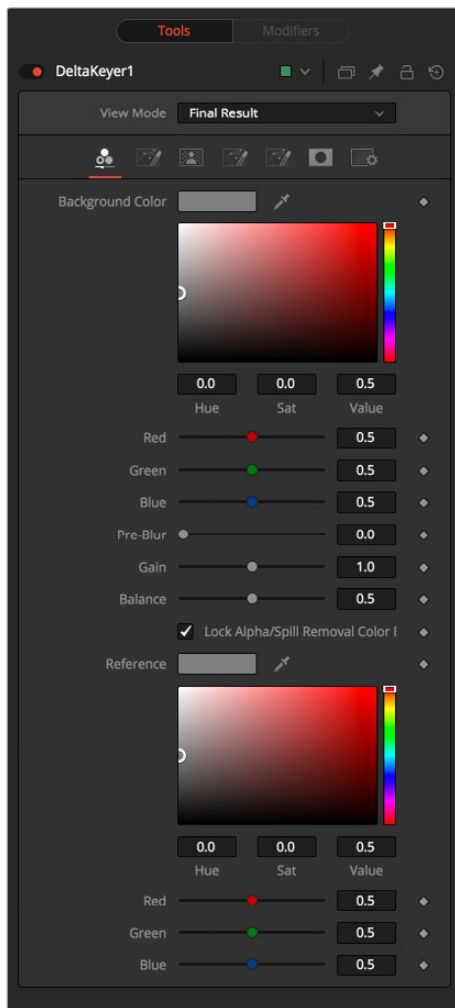 Tools Modifiers
DeltaKeyer1
View Mode Final Result
Background Color
0.0 0.0 0.5
Hue Sat Value
Red 0.5
Green 0.5
Blue 0.5
Pre-Blur 0.0
Gain 1.0
Balance 0.5
Lock Alpha/Spill Removal Color
Reference
0.0 0.0 0.5
Hue Sat Value
Red 0.5
Green 0.5
Blue 0.5